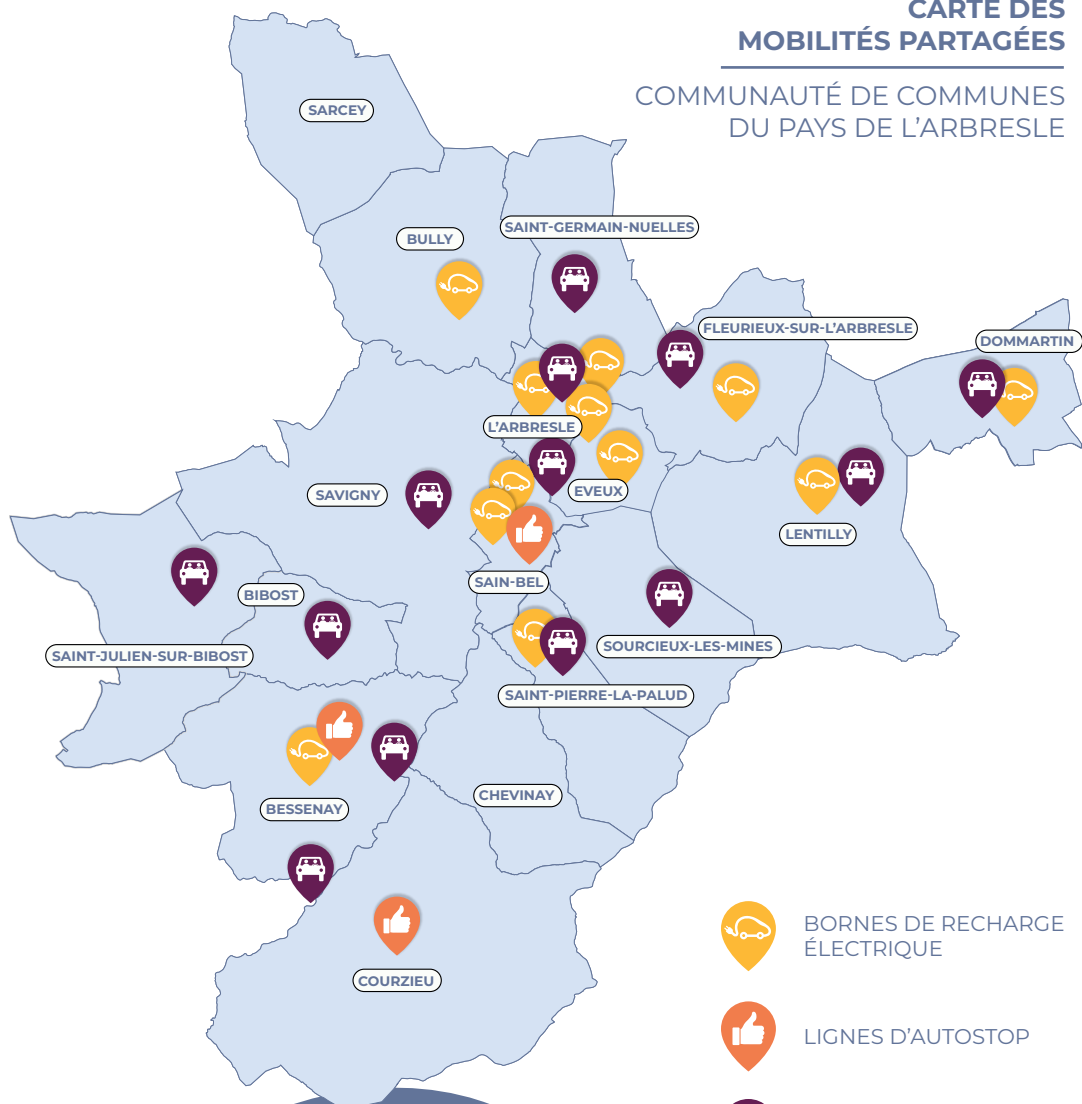 CARTE DES
MOBILITÉS PARTAGÉES
COMMUNAUTÉ DE COMMUNES
DU PAYS DE L'ARBRESLE
SARCEY
SAINT-GERMAIN-NUELLES
BULLY
FLEURIEUX-SUR-L'ARBRESLE
DOMMARTIN
L'ARBRESLE
SAVIGNY
EVEUX
LENTILLY
SAIN-BEL
BIBOST
SOURCIEUX-LES-MINES
SAINT-JULIEN-SUR-BIBOST
SAINT-PIERRE-LA-PALUD
CHEVINAY
BESSENAY
COURZIEU
BORNES DE RECHARGE
ÉLECTRIQUE
LIGNES D'AUTOSTOP